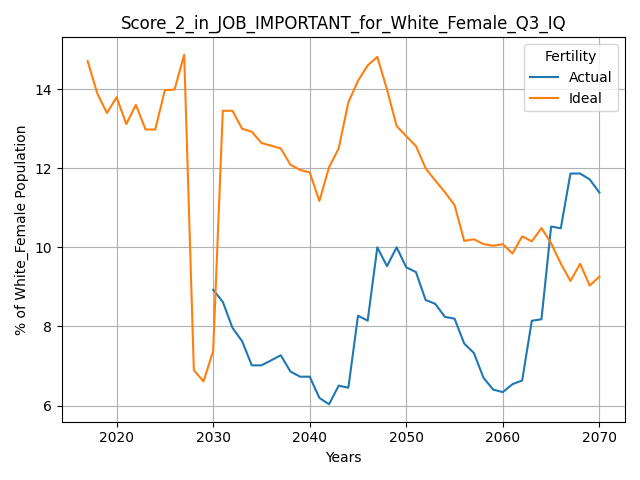 Score_2_in_JOB_IMPORTANT_for_White_Female_Q3_IQ
Fertility
Actual
Ideal
% of White_Female Population
14
12
10
8
6
2020 2030 2040 2050 2060 2070
Years